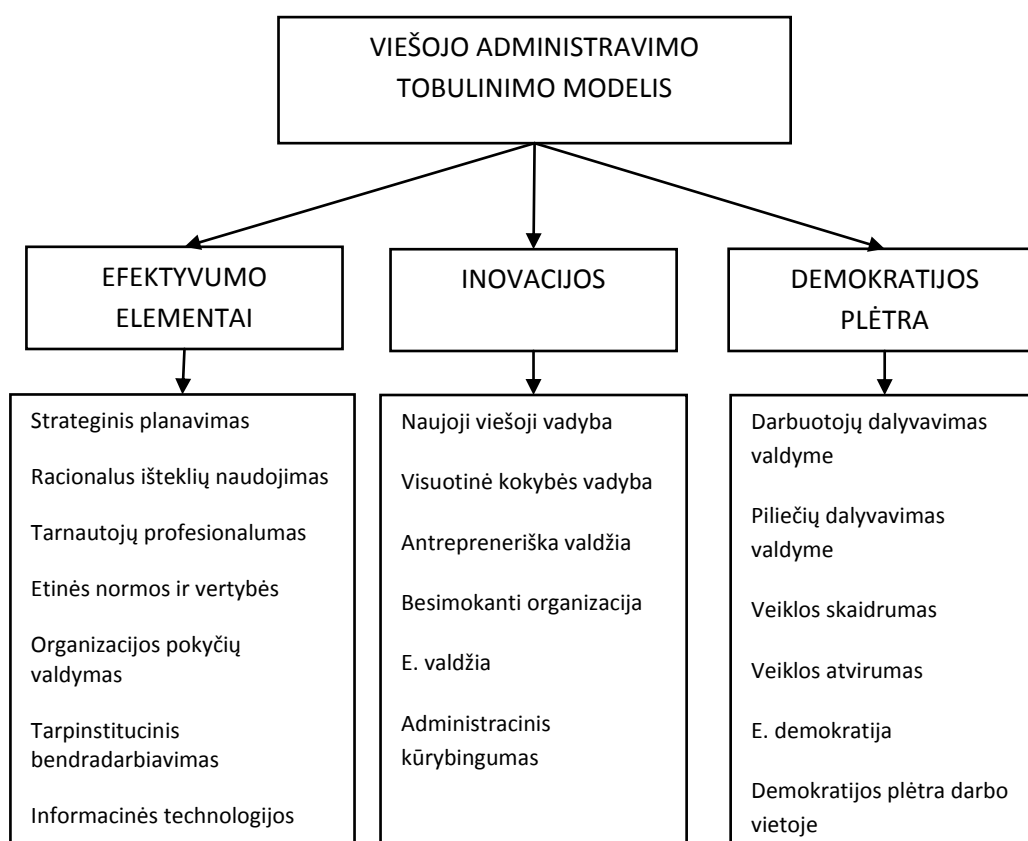 VIEŠOJO ADMINISTRAVIMO
TOBULINIMO MODELIS
EFEKTYVUMO
ELEMENTAI
INOVACIJOS
DEMOKRATIJOS
PLĖTRA
Strateginis planavimas
Racionalus išteklių naudojimas
Tarnautojų profesionalumas
Etinės normos ir vertybės
Organizacijos pokyčių
valdymas
Tarpinstitucinis
bendradarbiavimas
Informacinės technologijos
Naujoji viešoji vadyba
Visuotinė kokybės vadyba
Antrepreneriška valdžia
Besimokanti organizacija
E. valdžia
Administracinis
kūrybingumas
Darbuotojų dalyvavimas
valdyme
Piliečių dalyvavimas
valdyme
Veiklos skaidrumas
Veiklos atvirumas
E. demokratija
Demokratijos plėtra darbo
vietoje